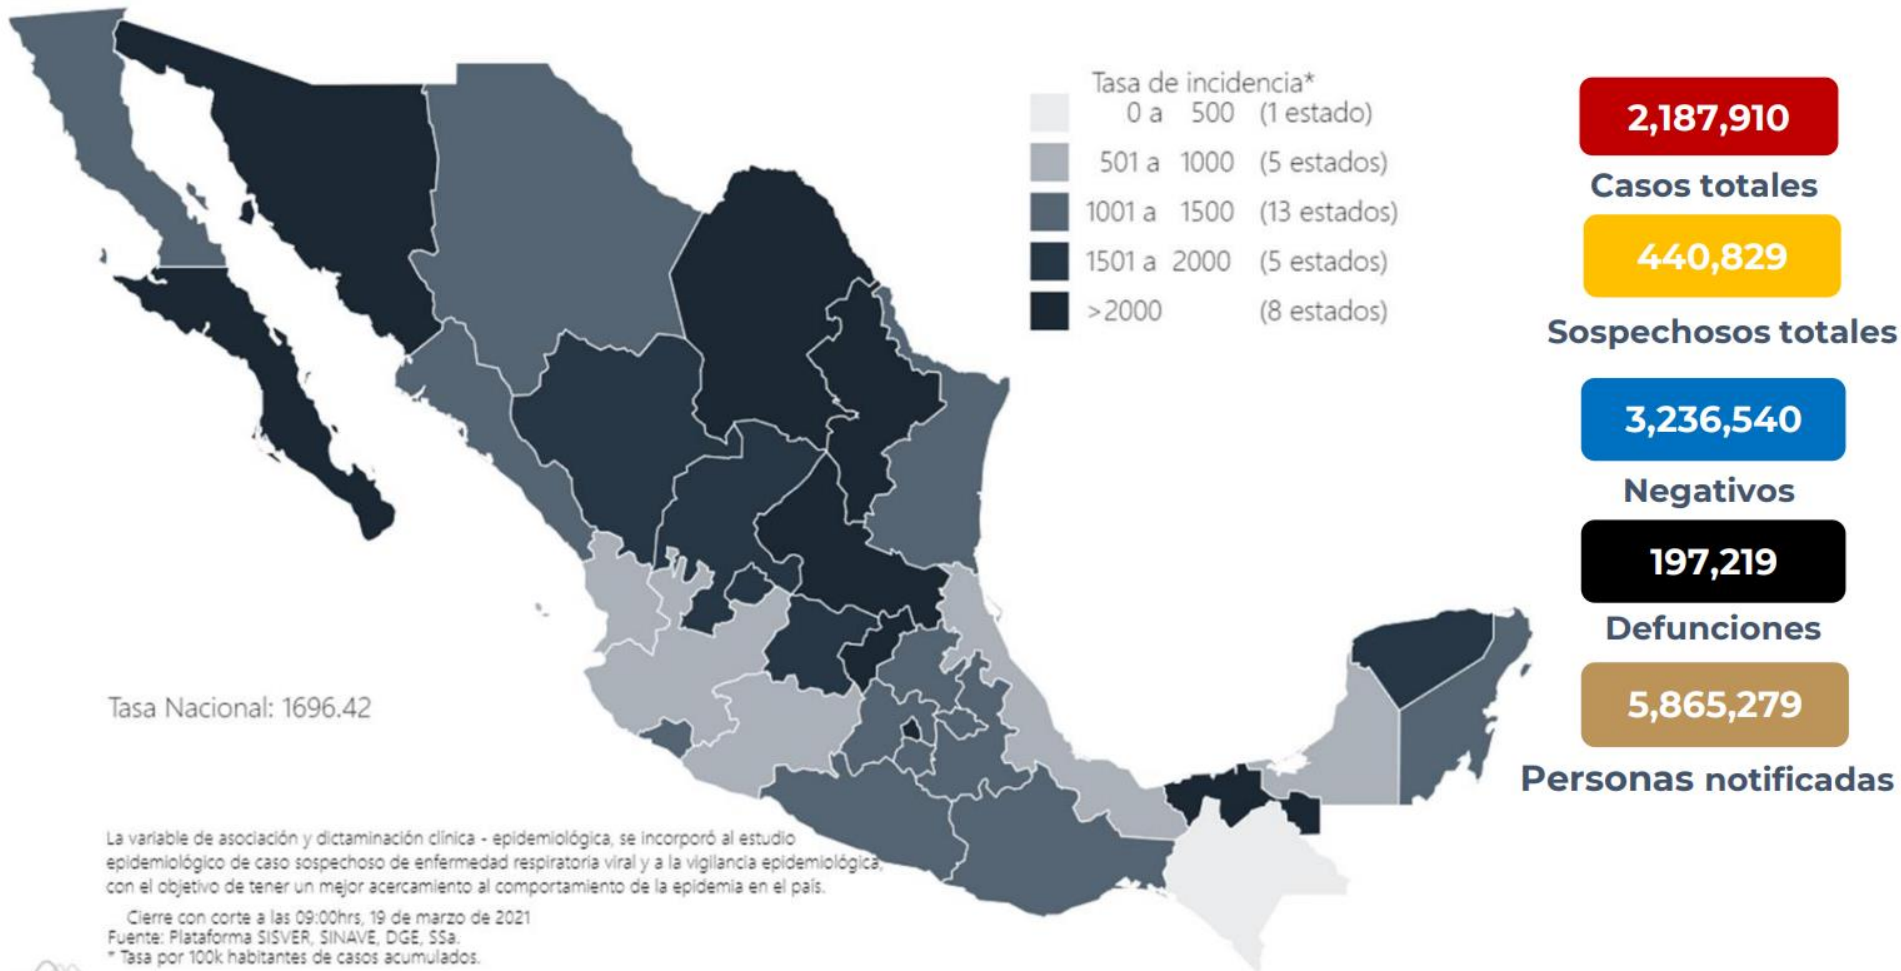 Tasa de incidencia*
0 a 500 (1 estado)
501 a 1000 (5 estados)
1001 a 1500 (13 estados)
1501 a 2000 (5 estados)
>2000 (8 estados)
2,187,910
Casos totales
440,829
Sospechosos totales
3,236,540
Negativos
197,219
Defunciones
5,865,279
Personas notificadas
Tasa Nacional: 1696.42
La variable de asociación y dictaminación clínica - epidemiológica, se incorporó al estudio
epidemiológico de caso sospechoso de enfermedad respiratoria viral y a la vigilancia epidemiológica,
con el objetivo de tener un mejor acercamiento al comportamiento de la epidemia en el país.
Cierre con corte a las 09:00hrs, 19 de marzo de 2021
Fuente: Plataforma SISVER, SINAVE, DGE, SSa.
* Tasa por 100k habitantes de casos acumulados.